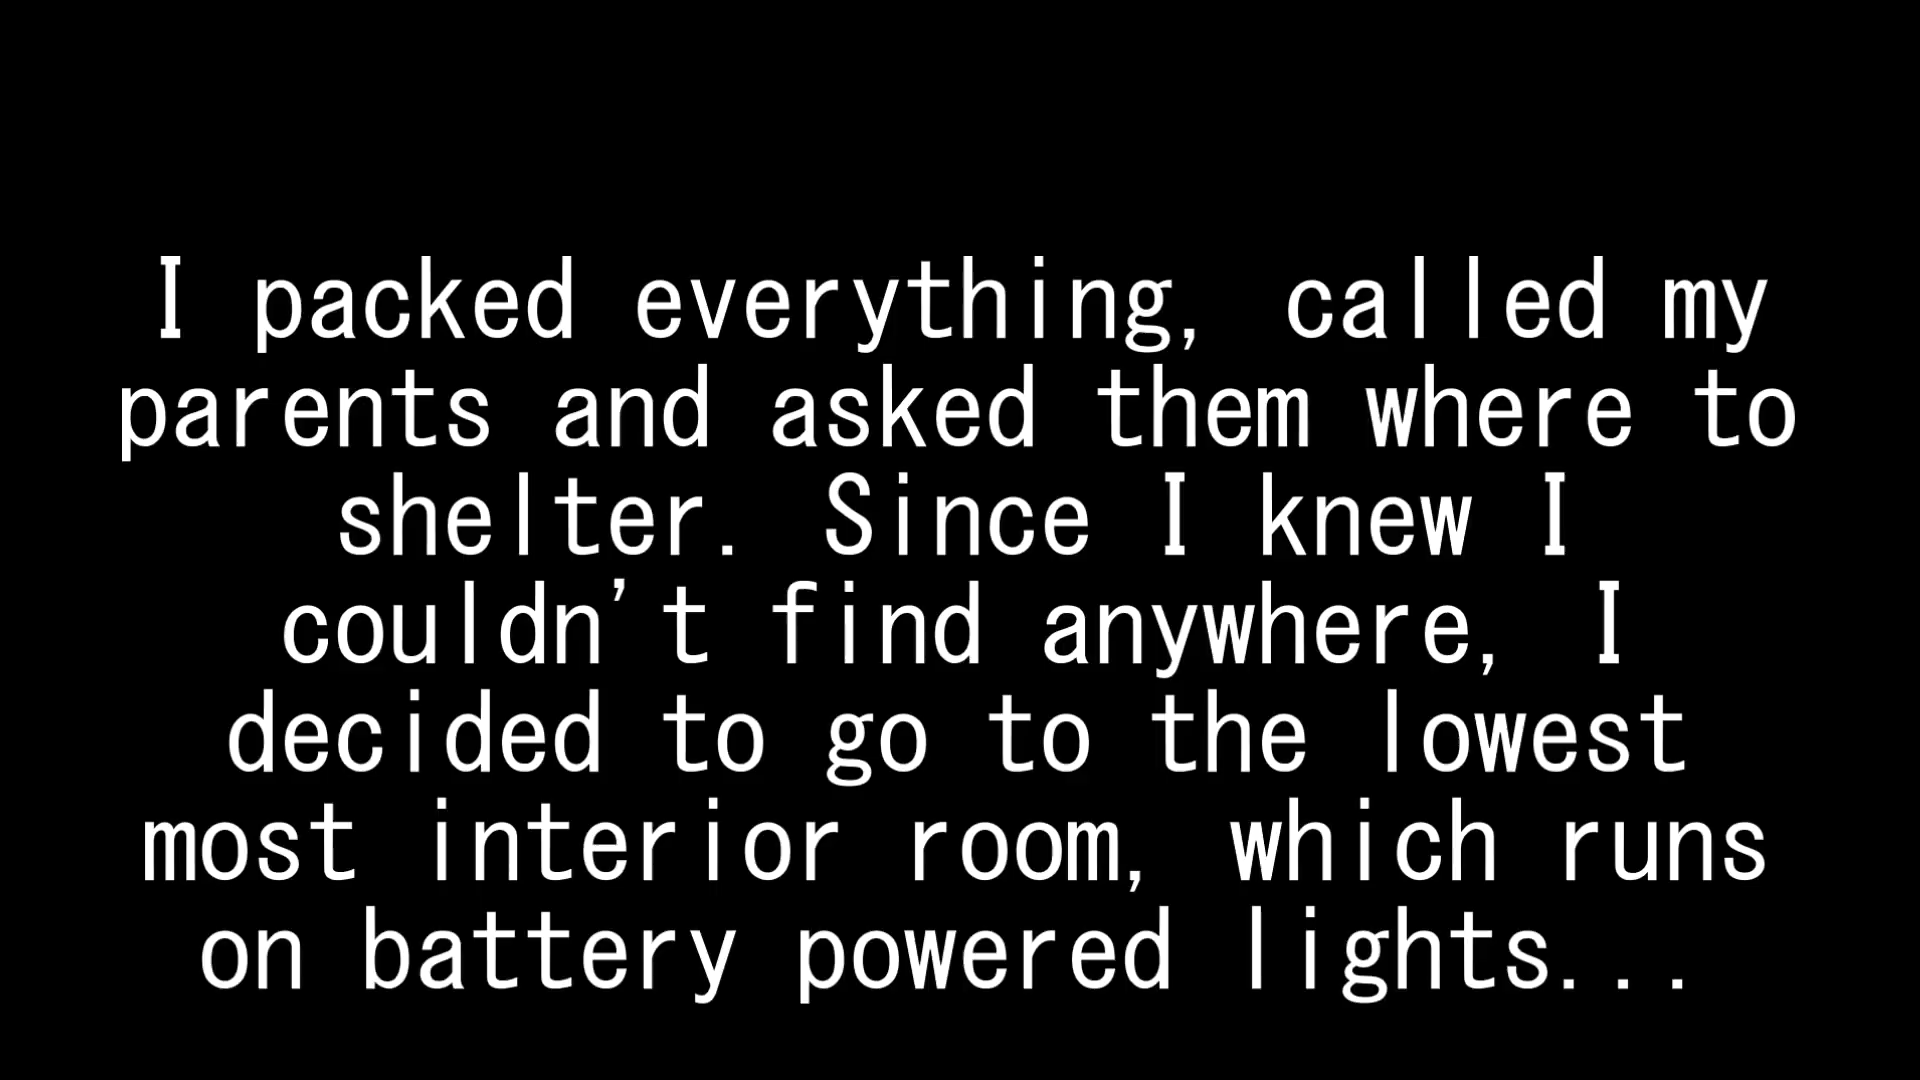 I packed everything, called my
parents and asked them where to
shelter. Since I knew I
couldn't find anywhere, I
decided to go to the lowest
most interior room, which runs
on battery powered lights...